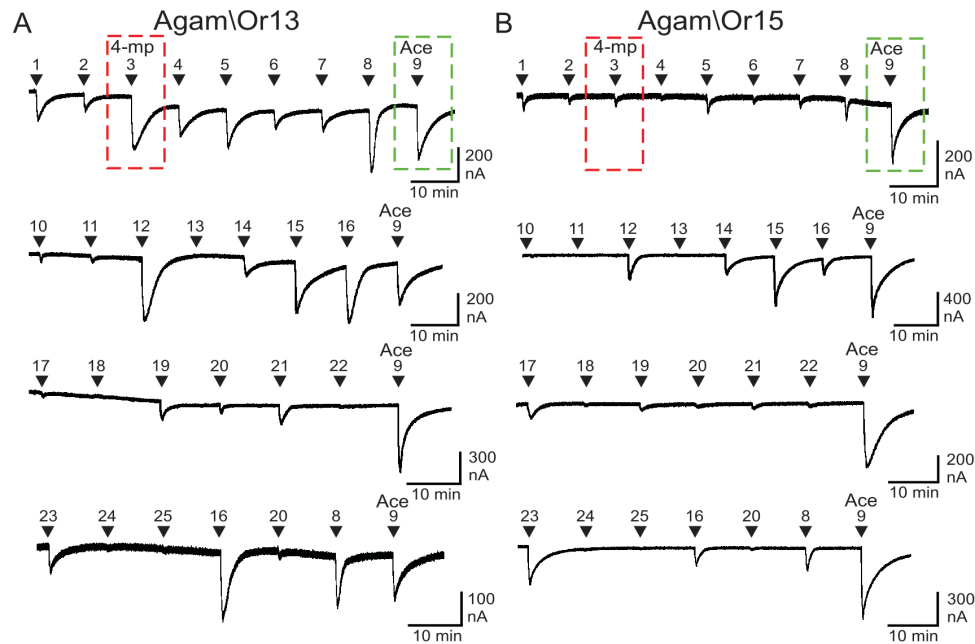 A Agam\Or13
4-mp Ace
1 2 3 4 5 6 7 8 9
200
nA
10 min
Ace
10 11 12 13 14 15 16 9
200
nA
10 min
Ace
17 18 19 20 21 22 9
300
nA
10 min
Ace
23 24 25 16 20 8 9
100
nA
10 min
B Agam\Or15
4-mp Ace
1 2 3 4 5 6 7 8 9
200
nA
10 min
Ace
10 11 12 13 14 15 16 9
400
nA
10 min
Ace
17 18 19 20 21 22 9
200
nA
10 min
Ace
23 24 25 16 20 8 9
300
nA
10 min